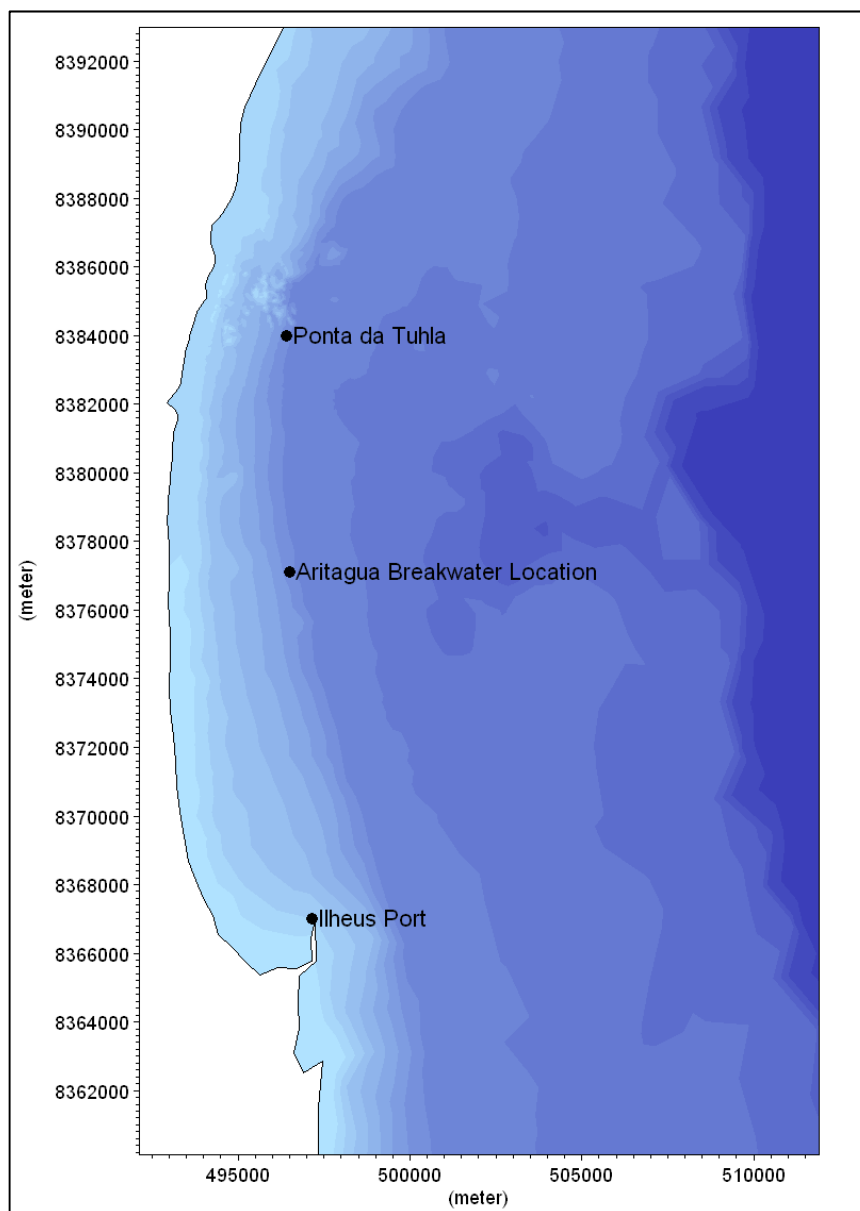 8392000
8390000
8388000
8386000
8384000
Ponta da Tuhla
8382000
8380000
8378000
Aritagua Breakwater Location
(meter)
8376000
8374000
8372000
8370000
8368000
Ilheus Port
8366000
8364000
8362000
495000 500000 505000 510000
(meter)